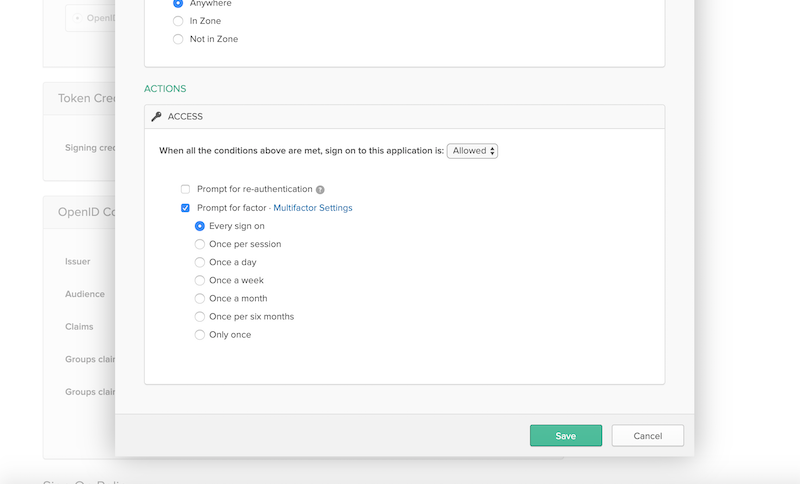 Anywhere
OpenID
In Zone
Not in Zone
ACTIONS
Token Cre
ACCESS
Signing cre
When all the conditions above are met, sign on to this application is: Allowed
Prompt for re-authentication ?
Prompt for factor · Multifactor Settings
OpenID Co
Every sign on
Once per session
Issuer
Once a day
Once a week
Audience
Once a month
Once per six months
Claims
Only once
Groups clai
Groups clai
Save
Cancel